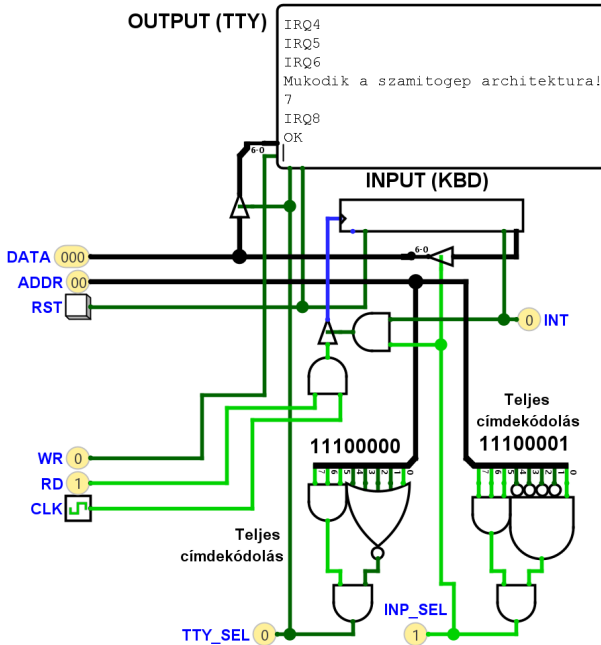 OUTPUT (TTY)
IRQ4
IRQ5
IRQ6
Mukodik a szamitogep architektura!
7
IRQ8
OK
6-0
INPUT (KBD)
6-0
DATA 000
ADDR 00
RST
0 INT
Teljes
címdekódolás
11100000
11100001
WR 0
RD 1
CLK
7 6 5 4 3 2 1 0
7 6 5 4 3 2 1 0
Teljes
címdekódolás
INP_SEL
TTY_SEL 0
1